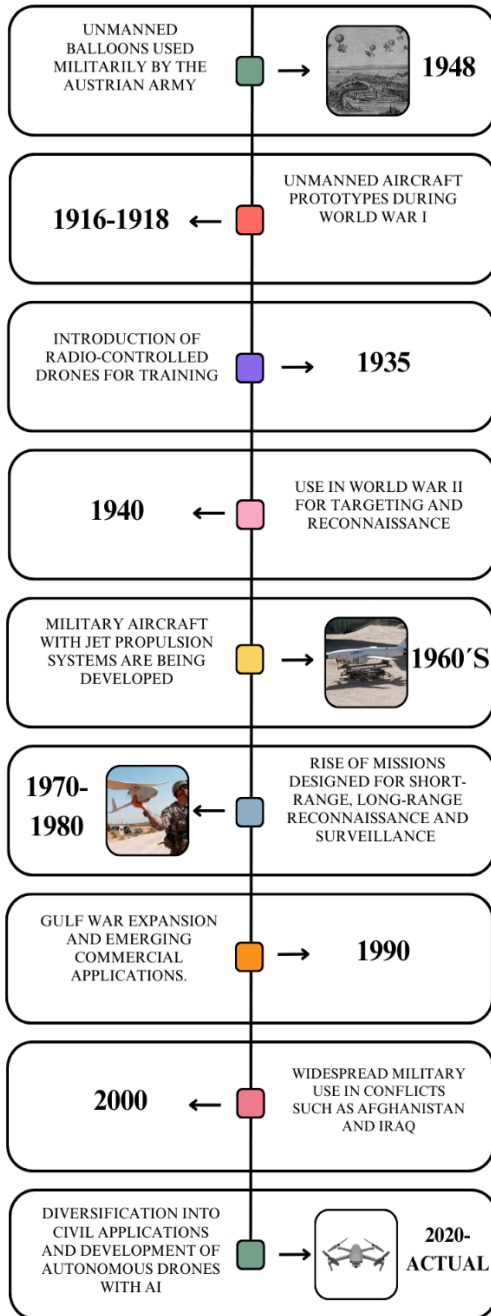 UNMANNED
BALLOONS USED
MILITARILY BY THE
AUSTRIAN ARMY
1948
1916-1918
UNMANNED AIRCRAFT
PROTOTYPES DURING
WORLD WAR I
INTRODUCTION OF
RADIO-CONTROLLED
DRONES FOR TRAINING
1935
1940
USE IN WORLD WAR II
FOR TARGETING AND
RECONNAISSANCE
MILITARY AIRCRAFT
WITH JET PROPULSION
SYSTEMS ARE BEING
DEVELOPED
1960´S
1970-
1980
RISE OF MISSIONS
DESIGNED FOR SHORT-
RANGE, LONG-RANGE
RECONNAISSANCE AND
SURVEILLANCE
GULF WAR EXPANSION
AND EMERGING
COMMERCIAL
APPLICATIONS.
1990
2000
WIDESPREAD MILITARY
USE IN CONFLICTS
SUCH AS AFGHANISTAN
AND IRAQ
DIVERSIFICATION INTO
CIVIL APPLICATIONS
AND DEVELOPMENT OF
AUTONOMOUS DRONES
WITH AI
2020-
ACTUAL